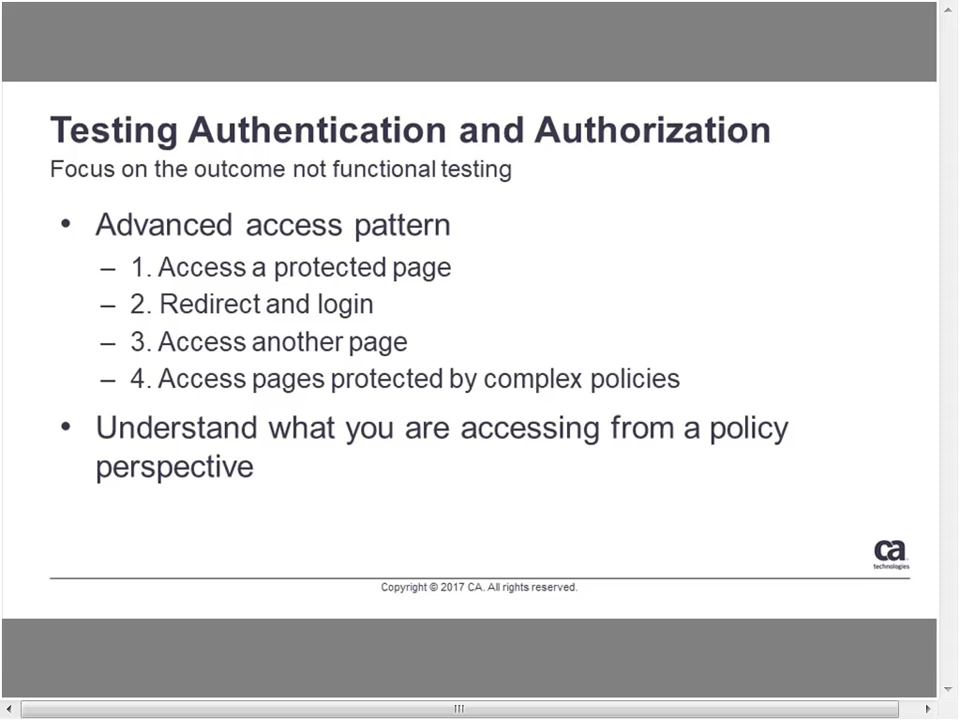 Testing Authentication and Authorization
Focus on the outcome not functional testing
• Advanced access pattern
– 1. Access a protected page
– 2. Redirect and login
– 3. Access another page
– 4. Access pages protected by complex policies
• Understand what you are accessing from a policy
perspective
ca
technologies
Copyright © 2017 CA. All rights reserved.